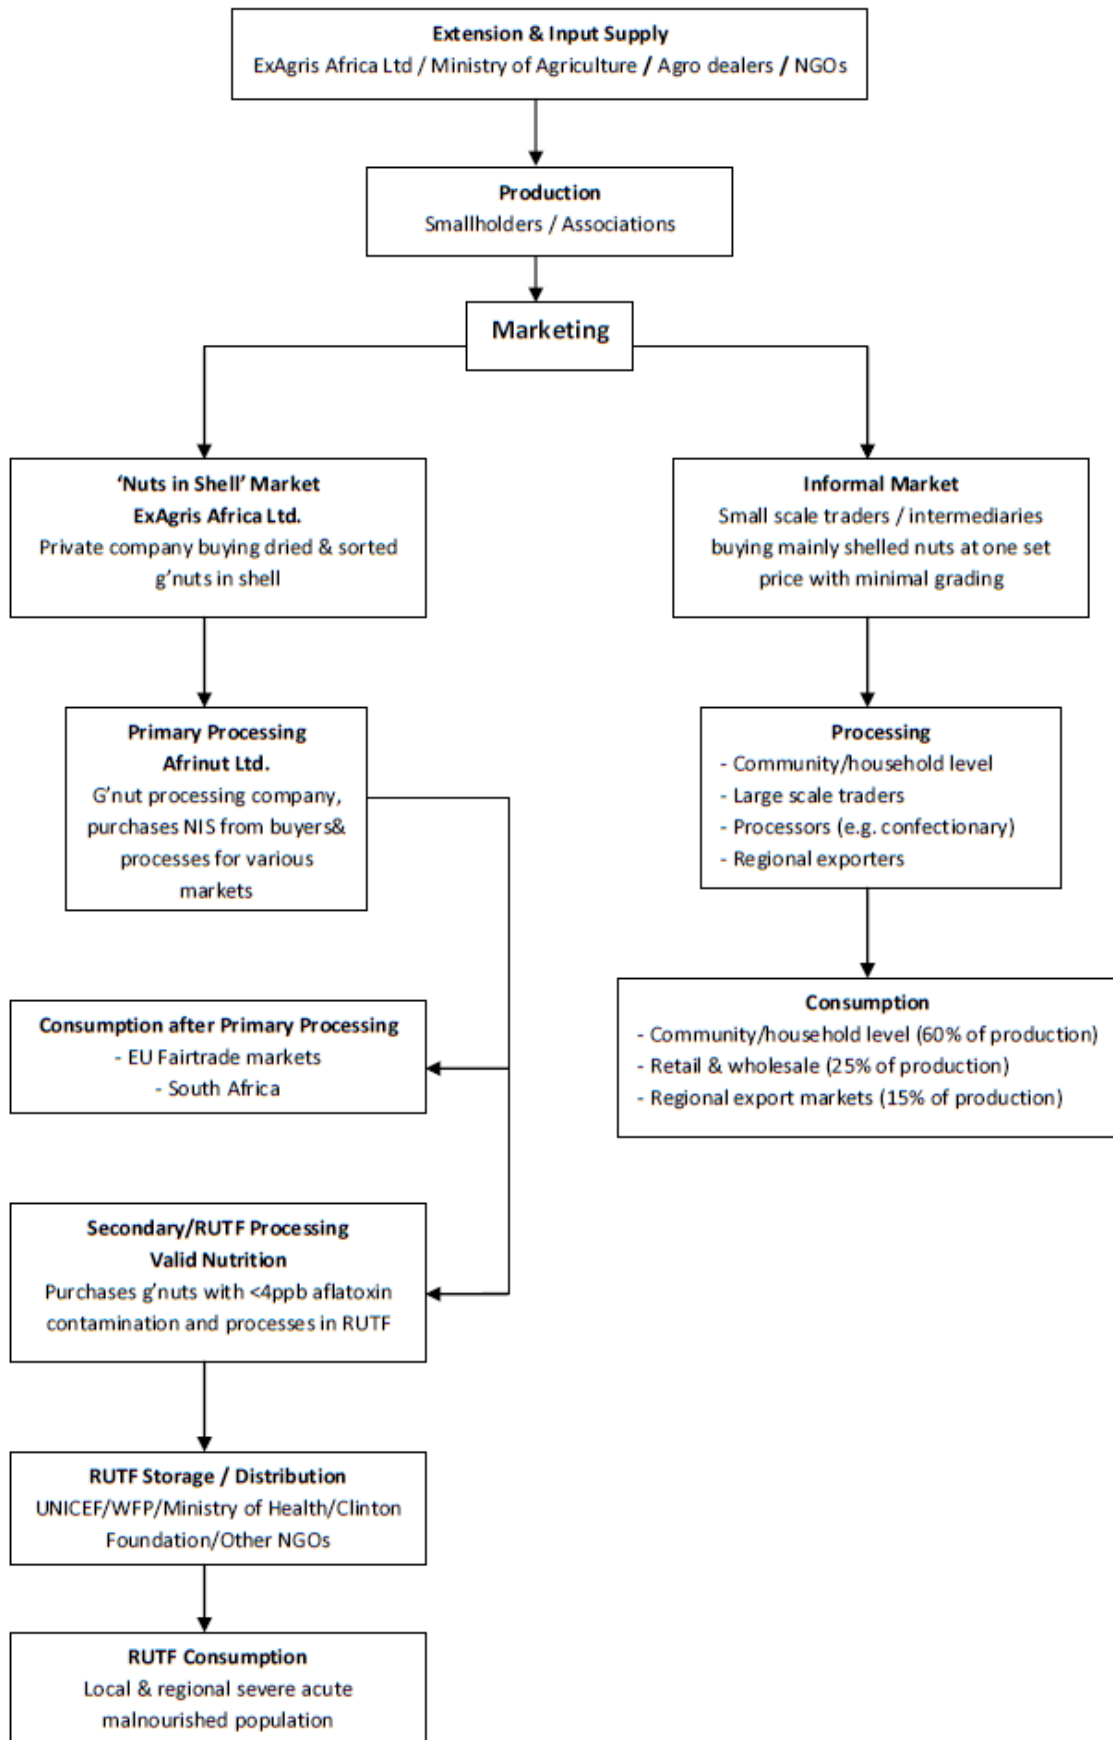 Extension & Input Supply
ExAgris Africa Ltd / Ministry of Agriculture / Agro dealers / NGOs
Production
Smallholders / Associations
Marketing
‘Nuts in Shell’ Market
ExAgris Africa Ltd.
Private company buying dried & sorted
g’nuts in shell
Informal Market
Small scale traders / intermediaries
buying mainly shelled nuts at one set
price with minimal grading
Primary Processing
Afrinut Ltd.
G’nut processing company,
purchases NIS from buyers&
processes for various
markets
Processing
- Community/household level
- Large scale traders
- Processors (e.g. confectionary)
- Regional exporters
Consumption after Primary Processing
- EU Fairtrade markets
- South Africa
Consumption
- Community/household level (60% of production)
- Retail & wholesale (25% of production)
- Regional export markets (15% of production)
Secondary/RUTF Processing
Valid Nutrition
Purchases g’nuts with <4ppb aflatoxin
contamination and processes in RUTF
RUTF Storage / Distribution
UNICEF/WFP/Ministry of Health/Clinton
Foundation/Other NGOs
RUTF Consumption
Local & regional severe acute
malnourished population